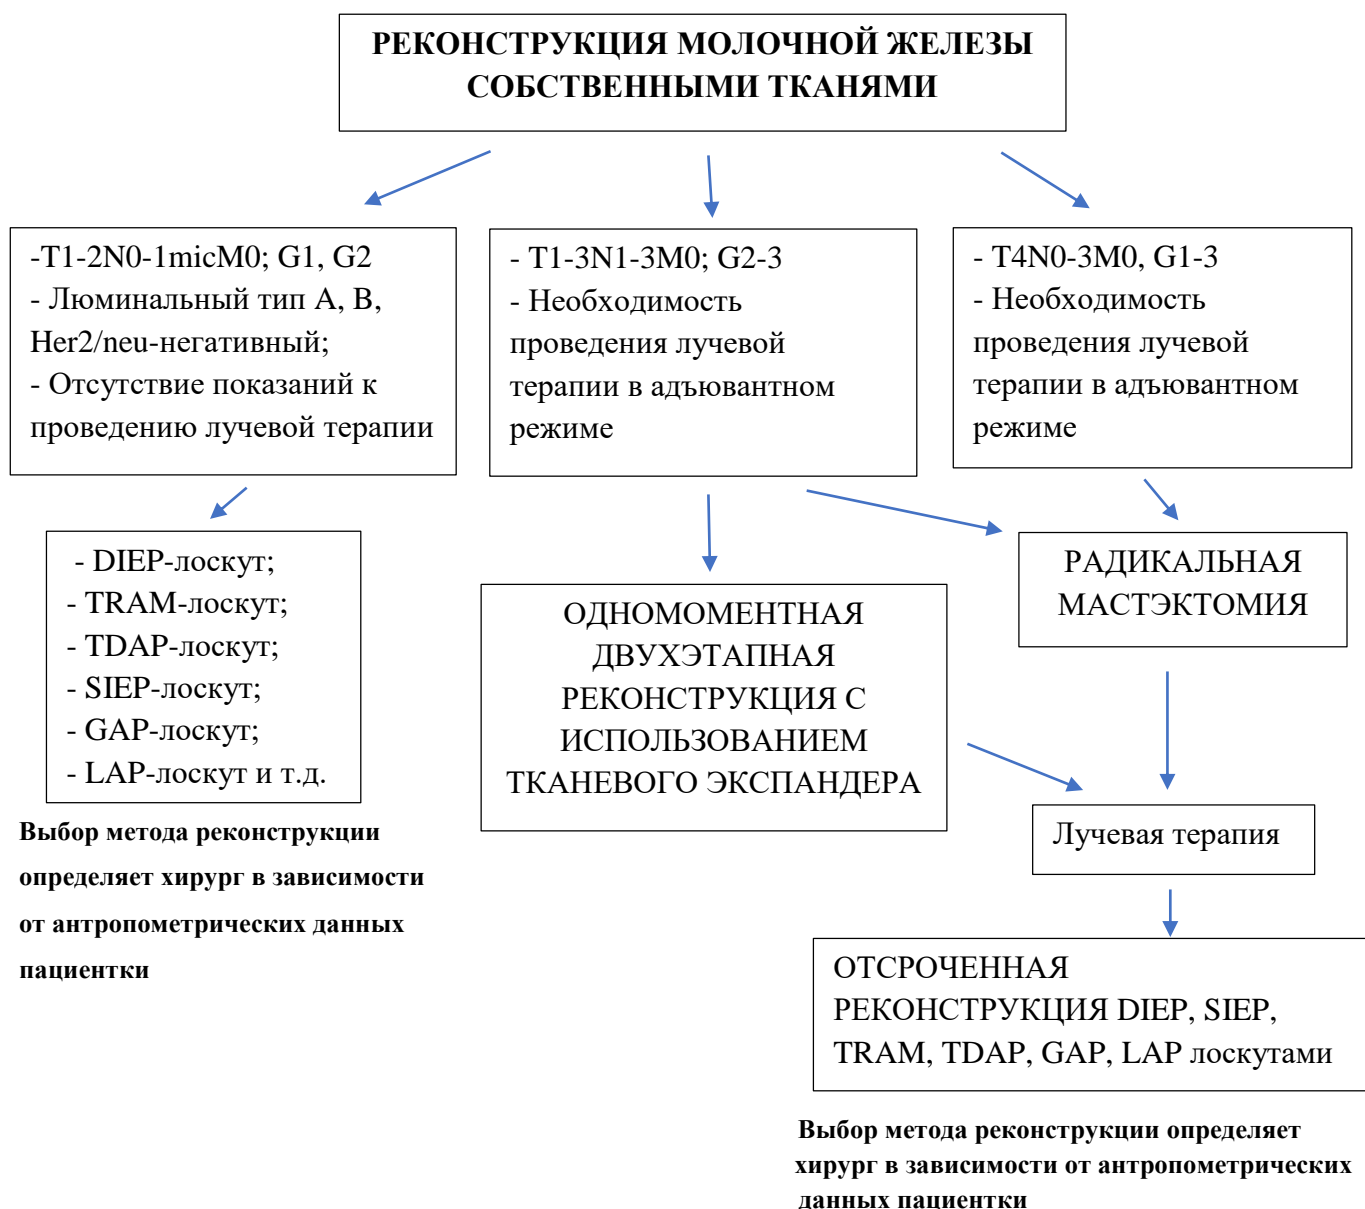 РЕКОНСТРУКЦИЯ МОЛОЧНОЙ ЖЕЛЕЗЫ
СОБСТВЕННЫМИ ТКАНЯМИ
-T1-2N0-1micM0; G1, G2
- Люминальный тип А, В,
Her2/neu-негативный;
- Отсутствие показаний к
проведению лучевой терапии
- T1-3N1-3M0; G2-3
- Необходимость
проведения лучевой
терапии в адъювантном
режиме
- T4N0-3M0, G1-3
- Необходимость
проведения лучевой
терапии в адъювантном
режиме
- DIEP-лоскут;
- TRAM-лоскут;
- TDAP-лоскут;
- SIEP-лоскут;
- GAP-лоскут;
- LAP-лоскут и т.д.
Выбор метода реконструкции
определяет хирург в зависимости
от антропометрических данных
пациентки
ОДНОМОМЕНТНАЯ
ДВУХЭТАПНАЯ
РЕКОНСТРУКЦИЯ С
ИСПОЛЬЗОВАНИЕМ
ТКАНЕВОГО ЭКСПАНДЕРА
РАДИКАЛЬНАЯ
МАСТЭКТОМИЯ
Лучевая терапия
ОТСРОЧЕННАЯ
РЕКОНСТРУКЦИЯ DIEP, SIEP,
TRAM, TDAP, GAP, LAP лоскутами
Выбор метода реконструкции определяет
хирург в зависимости от антропометрических
данных пациентки